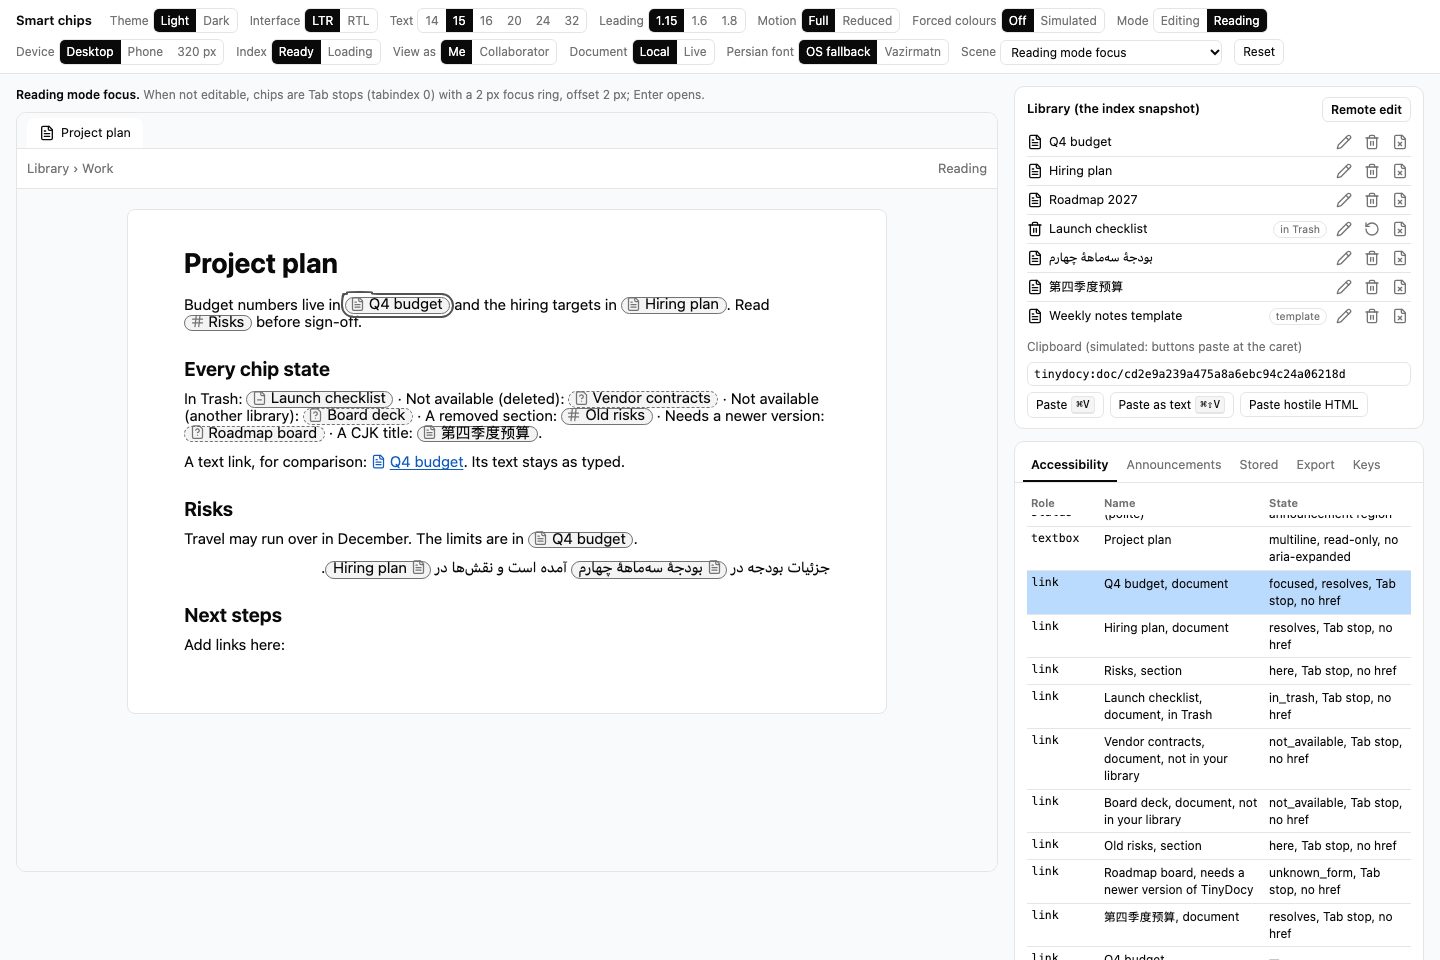 Smart chips Theme Light Dark Interface LTR RTL Text 14 15 16 20 24 32 Leading 1.15 1.6 1.8 Motion Full Reduced Forced colours Off Simulated Mode Editing Reading
Device Desktop Phone 320 px Index Ready Loading View as Me Collaborator Document Local Live Persian font OS fallback Vazirmatn Scene Reading mode focus Reset
Reading mode focus. When not editable, chips are Tab stops (tabindex 0) with a 2 px focus ring, offset 2 px; Enter opens.
Project plan
Library › Work Reading
Project plan
Budget numbers live in Q4 budget and the hiring targets in Hiring plan. Read
# Risks before sign-off.
Every chip state
In Trash: Launch checklist · Not available (deleted): Vendor contracts · Not available
(another library): Board deck · A removed section: # Old risks · Needs a newer version:
Roadmap board · A CJK title: 第四季度预算.
A text link, for comparison: Q4 budget. Its text stays as typed.
Risks
Travel may run over in December. The limits are in Q4 budget.
جزئیات بودجه در بودجهٔ سه‌ماههٔ چهارم آمده است و نقش‌ها در Hiring plan.
Next steps
Add links here:
Library (the index snapshot) Remote edit
Q4 budget
Hiring plan
Roadmap 2027
Launch checklist in Trash
بودجهٔ سه‌ماههٔ چهارم
第四季度预算
Weekly notes template template
Clipboard (simulated: buttons paste at the caret)
tinydocy:doc/cd2e9a239a475a8a6ebc94c24a06218d
Paste ⌘V Paste as text ⌘⇧V Paste hostile HTML
Accessibility Announcements Stored Export Keys
Role Name State
textbox Project plan multiline, read-only, no
aria-expanded
link Q4 budget, document focused, resolves, Tab
stop, no href
link Hiring plan, document resolves, Tab stop, no
href
link Risks, section here, Tab stop, no href
link Launch checklist, in_trash, Tab stop, no
document, in Trash href
link Vendor contracts, not_available, Tab stop,
document, not in your no href
library
link Board deck, document, not not_available, Tab stop,
in your library no href
link Old risks, section here, Tab stop, no href
link Roadmap board, needs a unknown_form, Tab
newer version of TinyDocy stop, no href
link 第四季度预算, document resolves, Tab stop, no
href